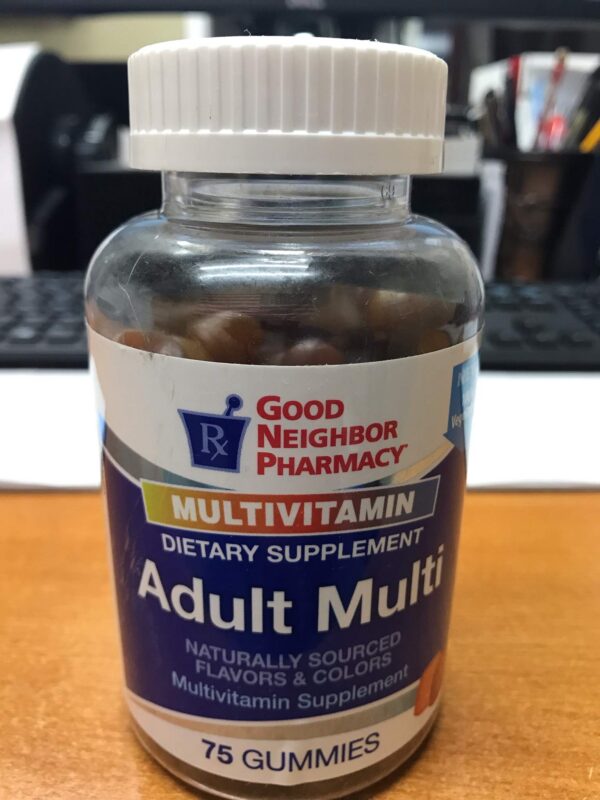 Rx
GOOD
NEIGHBOR
PHARMACY
MULTIVITAMIN
DIETARY SUPPLEMENT
Adult Multi
NATURALLY SOURCED
FLAVORS & COLORS
Multivitamin Supplement
75 GUMMIES